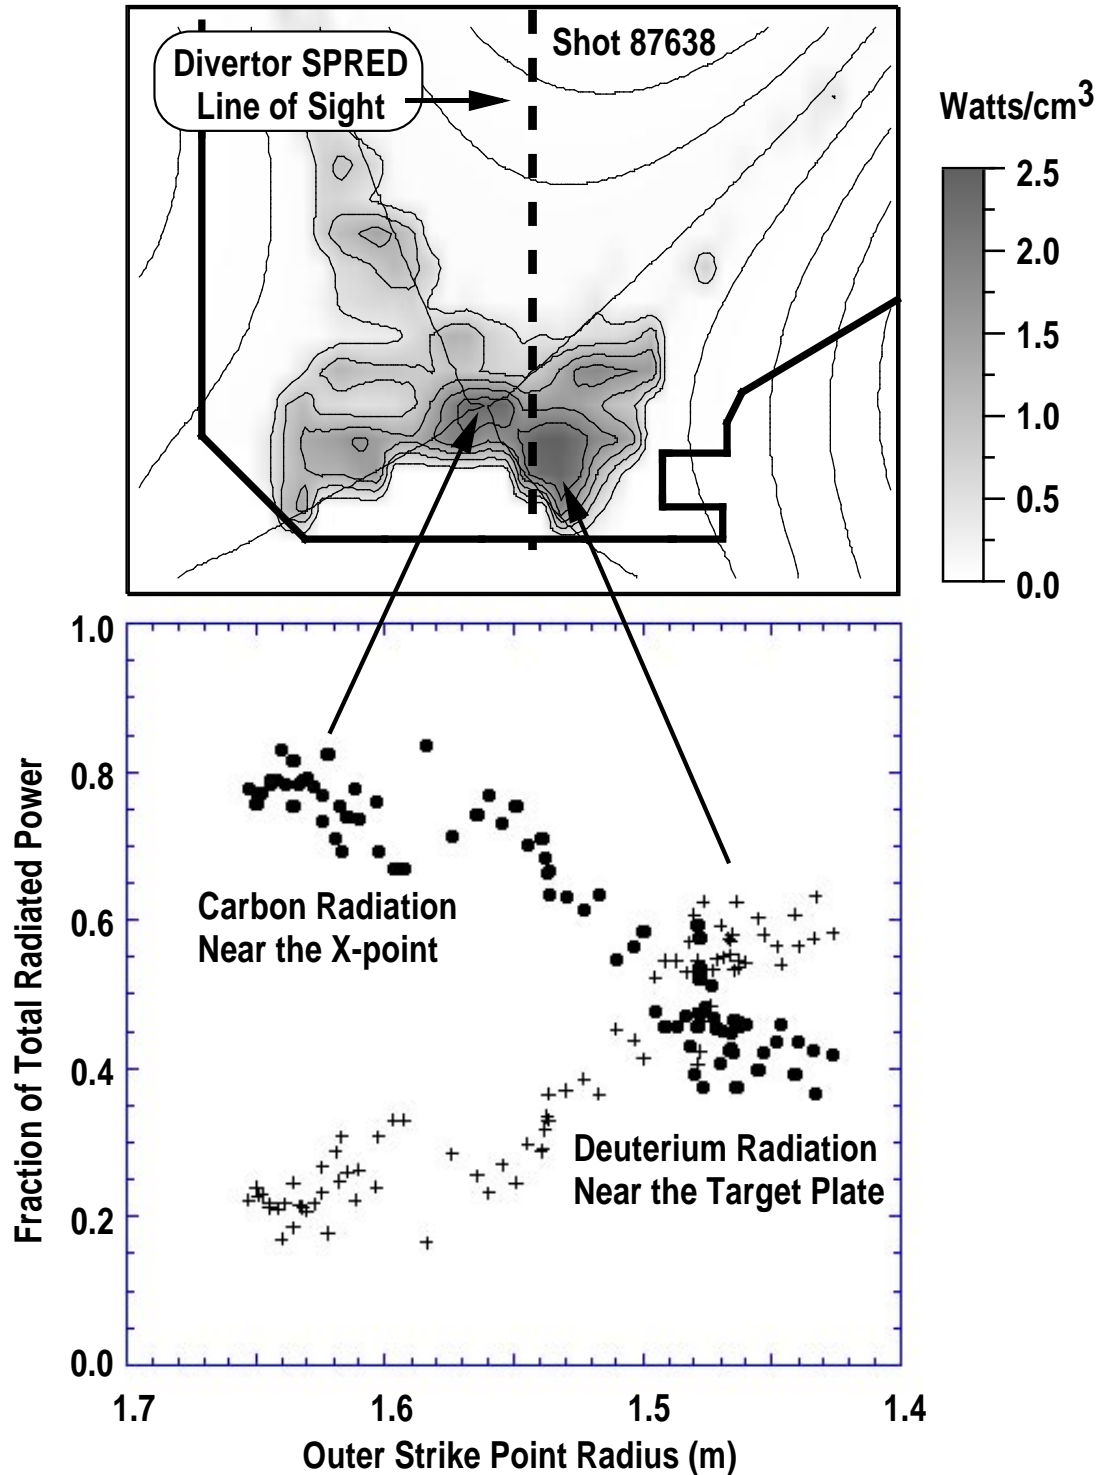 Divertor SPRED
Line of Sight
Shot 87638
Watts/cm3
2.5
2.0
1.5
1.0
0.5
0.0
1.0
0.8
0.6
0.4
0.2
0.0
Fraction of Total Radiated Power
Carbon Radiation
Near the X-point
Deuterium Radiation
Near the Target Plate
1.7
1.6
1.5
1.4
Outer Strike Point Radius (m)